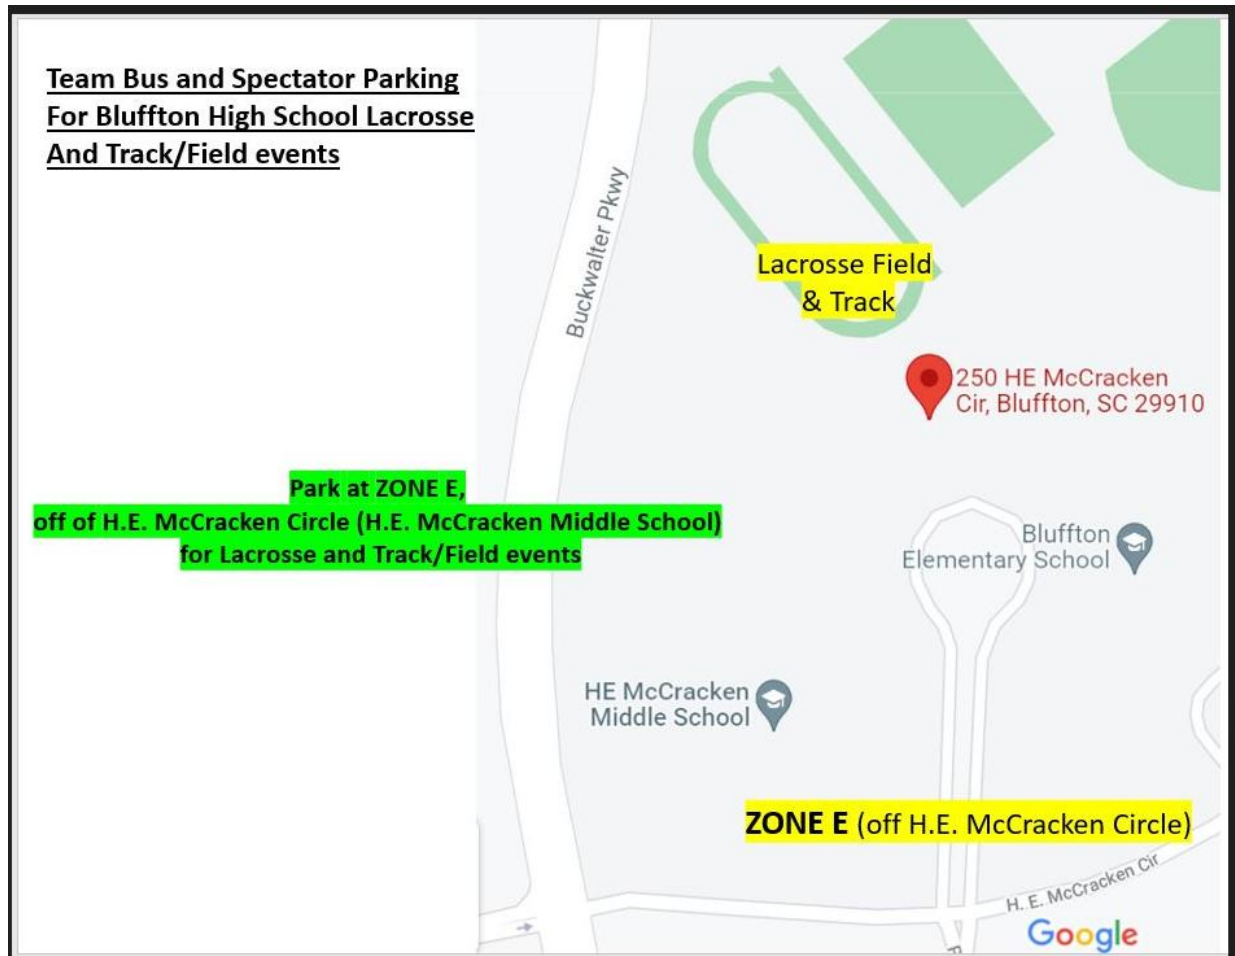 Team Bus and Spectator Parking
For Bluffton High School Lacrosse
And Track/Field events
Buckwalter Pkwy
Lacrosse Field
& Track
250 HE McCracken
Cir, Bluffton, SC 29910
Park at ZONE E,
off of H.E. McCracken Circle (H.E. McCracken Middle School)
for Lacrosse and Track/Field events
Bluffton
Elementary School
HE McCracken
Middle School
ZONE E (off H.E. McCracken Circle)
H. E. McCracken Cir
Google